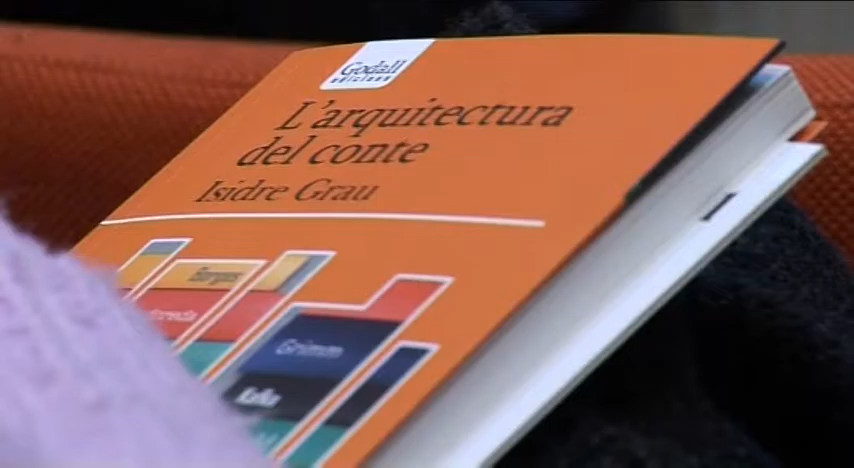 Godall
edicions
L'arquitectura
del conte
Isidre Grau
Borges
Grimm
Kafka